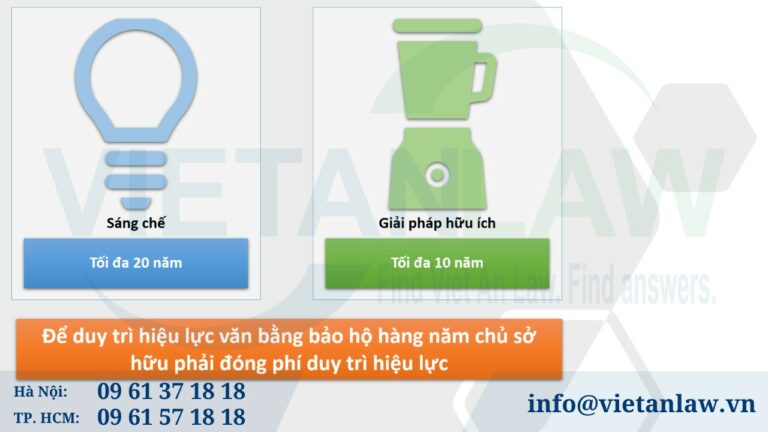 VIETANLAW
Find Viet An Law. Find answers.
Sáng chế
Giải pháp hữu ích
Tối đa 20 năm
Tối đa 10 năm
Để duy trì hiệu lực văn bằng bảo hộ hàng năm chủ sở
hữu phải đóng phí duy trì hiệu lực
Hà Nội: 09 61 37 18 18
TP. HCM: 09 61 57 18 18
info@vietanlaw.vn